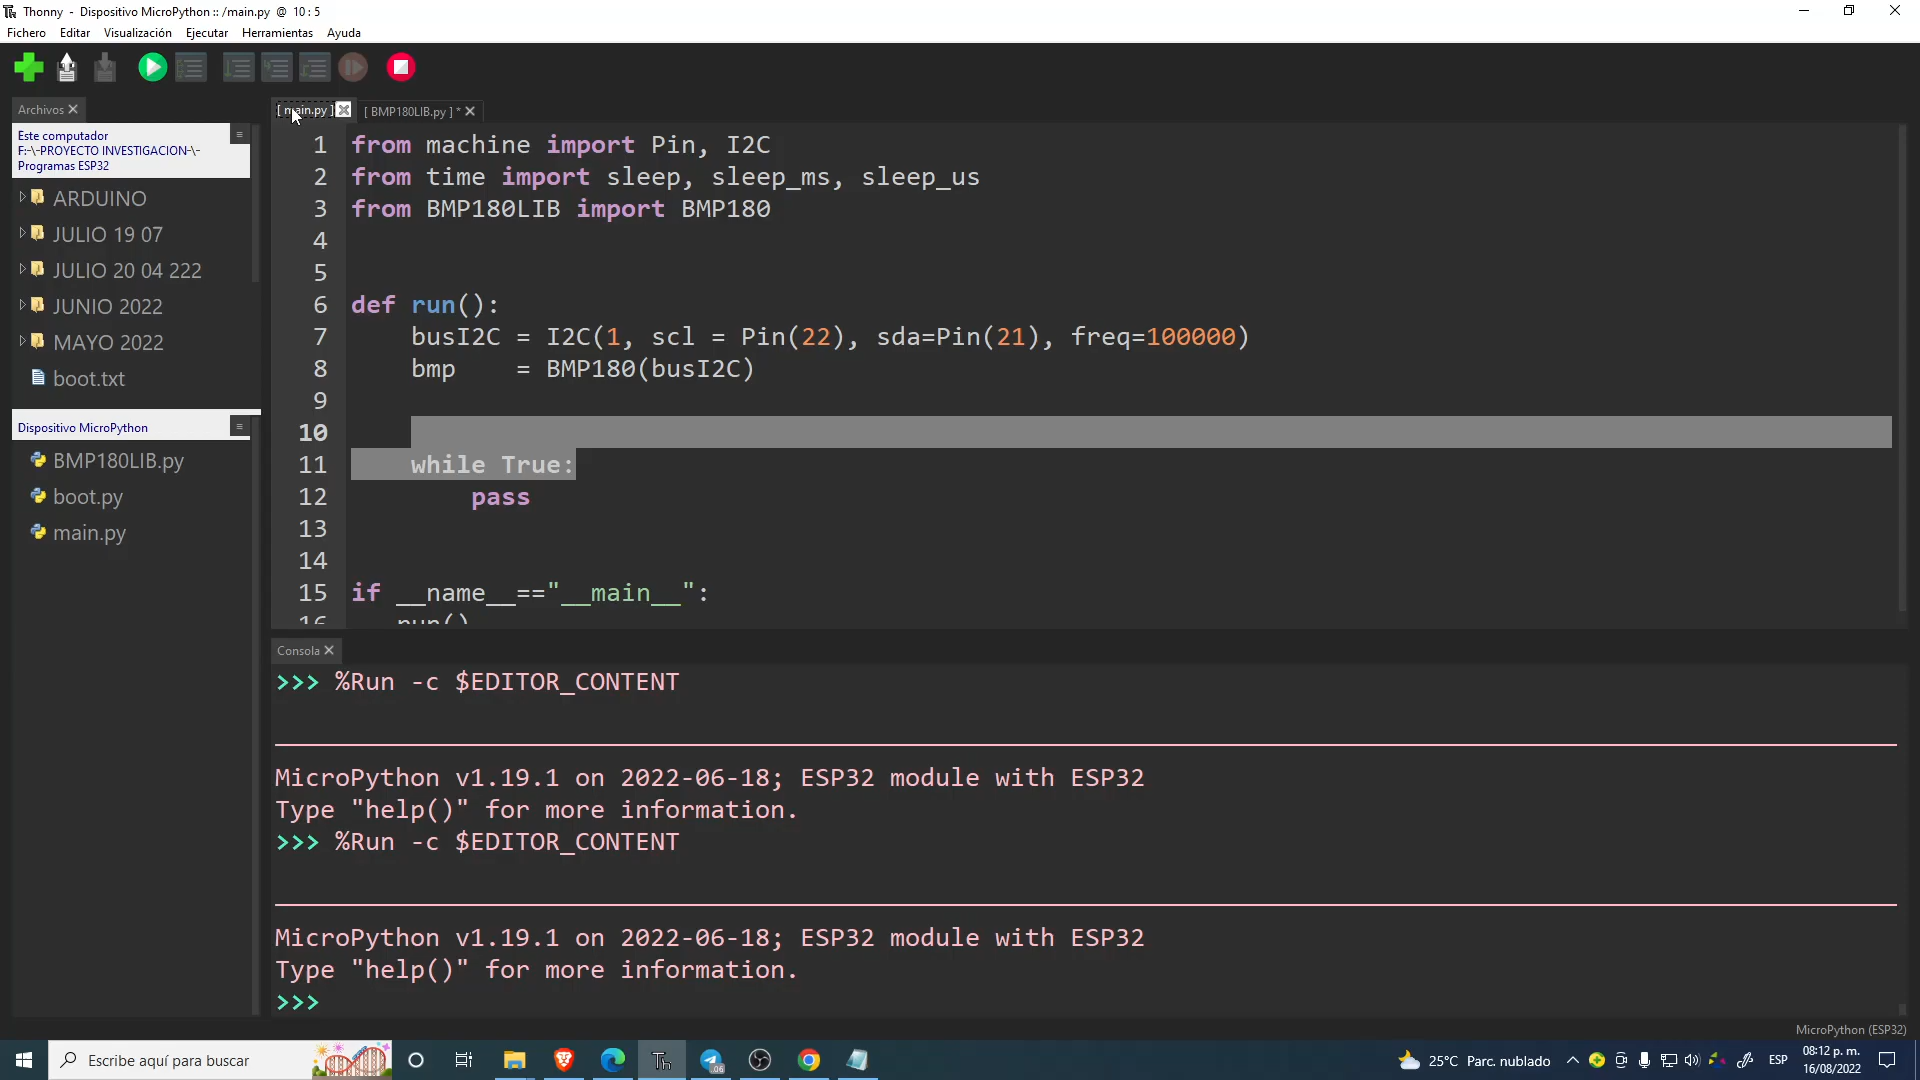 Thonny - Dispositivo MicroPython :: /main.py @ 10 : 5
Fichero Editar Visualización Ejecutar Herramientas Ayuda
Archivos
Este computador
F:-\-PROYECTO INVESTIGACION-\-
Programas ESP32
ARDUINO
JULIO 19 07
JULIO 20 04 222
JUNIO 2022
MAYO 2022
boot.txt
Dispositivo MicroPython
BMP180LIB.py
boot.py
main.py
[ main.py ] [ BMP180LIB.py ] *
1 from machine import Pin, I2C
2 from time import sleep, sleep_ms, sleep_us
3 from BMP180LIB import BMP180
4
5
6 def run():
7 busI2C = I2C(1, scl = Pin(22), sda=Pin(21), freq=100000)
8 bmp = BMP180(busI2C)
9
10
11 while True:
12 pass
13
14
15 if __name__=="__main__":
16 run()
Consola
>>> %Run -c $EDITOR_CONTENT
MicroPython v1.19.1 on 2022-06-18; ESP32 module with ESP32
Type "help()" for more information.
>>> %Run -c $EDITOR_CONTENT
MicroPython v1.19.1 on 2022-06-18; ESP32 module with ESP32
Type "help()" for more information.
>>>
MicroPython (ESP32)
Escribe aquí para buscar
Th
.06
25°C Parc. nublado
ESP
08:12 p. m.
16/08/2022